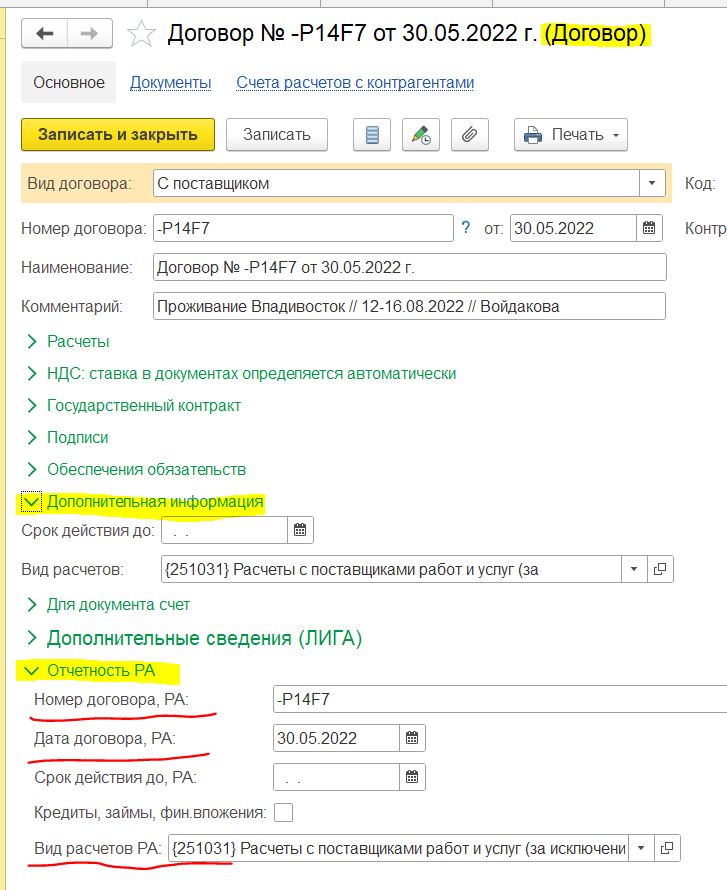 Договор № -P14F7 от 30.05.2022 г. (Договор)
Основное Документы Счета расчетов с контрагентами
Записать и закрыть Записать Печать
Вид договора: С поставщиком Код:
Номер договора: -P14F7 ? от: 30.05.2022 Контр
Наименование: Договор № -P14F7 от 30.05.2022 г.
Комментарий: Проживание Владивосток // 12-16.08.2022 // Войдакова
Расчеты
НДС: ставка в документах определяется автоматически
Государственный контракт
Подписи
Обеспечения обязательств
Дополнительная информация
Срок действия до: . .
Вид расчетов: {251031} Расчеты с поставщиками работ и услуг (за
Для документа счет
Дополнительные сведения (ЛИГА)
Отчетность РА
Номер договора, РА: -P14F7
Дата договора, РА: 30.05.2022
Срок действия до, РА: . .
Кредиты, займы, фин.вложения:
Вид расчетов РА: {251031} Расчеты с поставщиками работ и услуг (за исключени